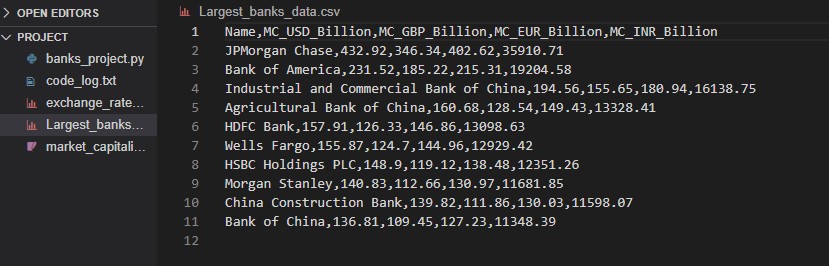 OPEN EDITORS
PROJECT
banks_project.py
code_log.txt
exchange_rate...
Largest_banks...
market_capitali...
Largest_banks_data.csv
1 Name,MC_USD_Billion,MC_GBP_Billion,MC_EUR_Billion,MC_INR_Billion
2 JPMorgan Chase,432.92,346.34,402.62,35910.71
3 Bank of America,231.52,185.22,215.31,19204.58
4 Industrial and Commercial Bank of China,194.56,155.65,180.94,16138.75
5 Agricultural Bank of China,160.68,128.54,149.43,13328.41
6 HDFC Bank,157.91,126.33,146.86,13098.63
7 Wells Fargo,155.87,124.7,144.96,12929.42
8 HSBC Holdings PLC,148.9,119.12,138.48,12351.26
9 Morgan Stanley,140.83,112.66,130.97,11681.85
10 China Construction Bank,139.82,111.86,130.03,11598.07
11 Bank of China,136.81,109.45,127.23,11348.39
12